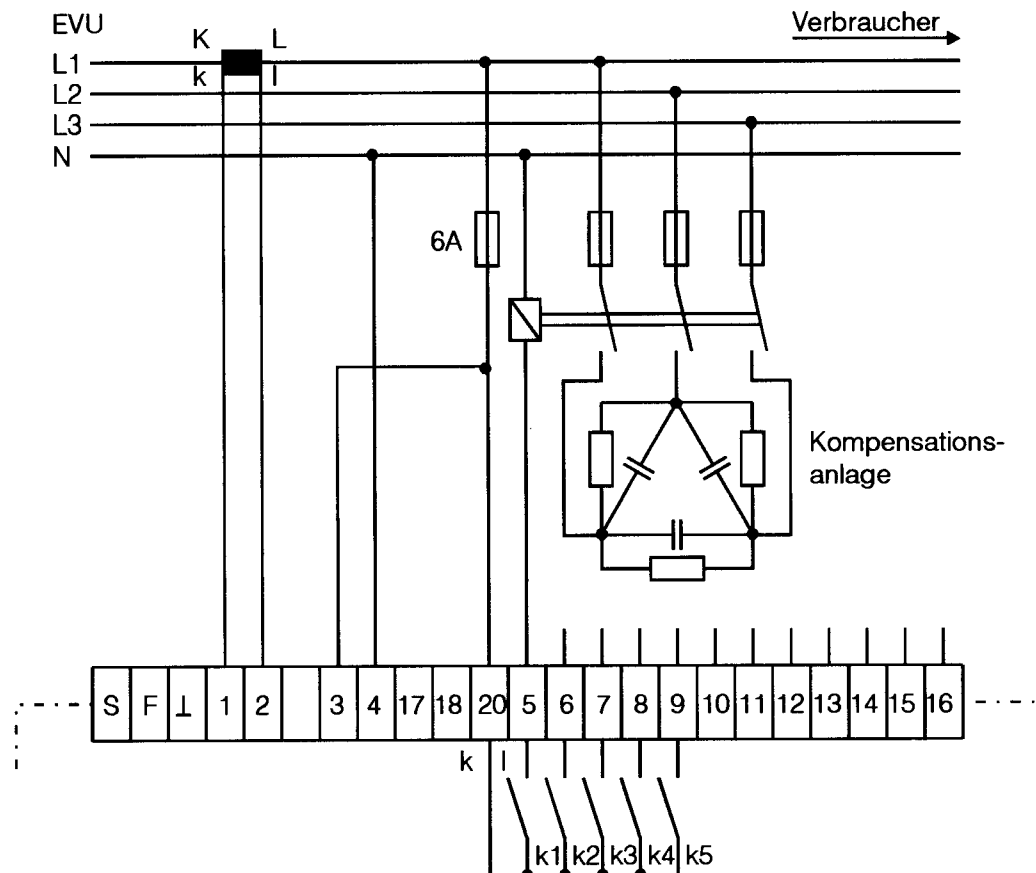 EVU
Verbraucher
K L
L1
k l
L2
L3
N
6A
Kompensations-
anlage
S F ⊥ 1 2 3 4 17 18 20 5 6 7 8 9 10 11 12 13 14 15 16
k l
k1 k2 k3 k4 k5